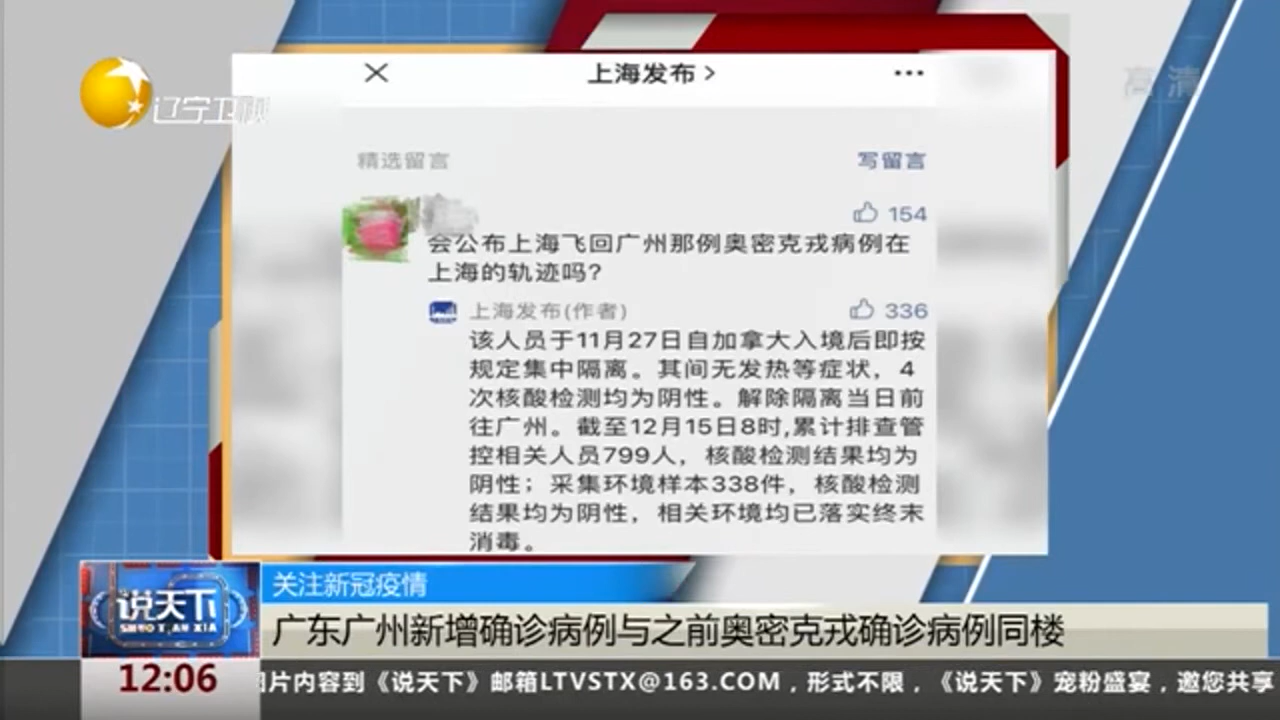 辽宁卫视
高清
上海发布
精选留言
写留言
154
会公布上海飞回广州那例奥密克戎病例在
上海的轨迹吗?
上海发布(作者)
336
该人员于11月27日自加拿大入境后即按
规定集中隔离。其间无发热等症状，4
次核酸检测均为阴性。解除隔离当日前
往广州。截至12月15日8时,累计排查管
控相关人员799人，核酸检测结果均为
阴性；采集环境样本338件，核酸检测
结果均为阴性，相关环境均已落实终末
消毒。
关注新冠疫情
说天下
SHUO TIAN XIA
广东广州新增确诊病例与之前奥密克戎确诊病例同楼
12:06
片内容到《说天下》邮箱LTVSTX@163.COM，形式不限，《说天下》宠粉盛宴，邀您共享